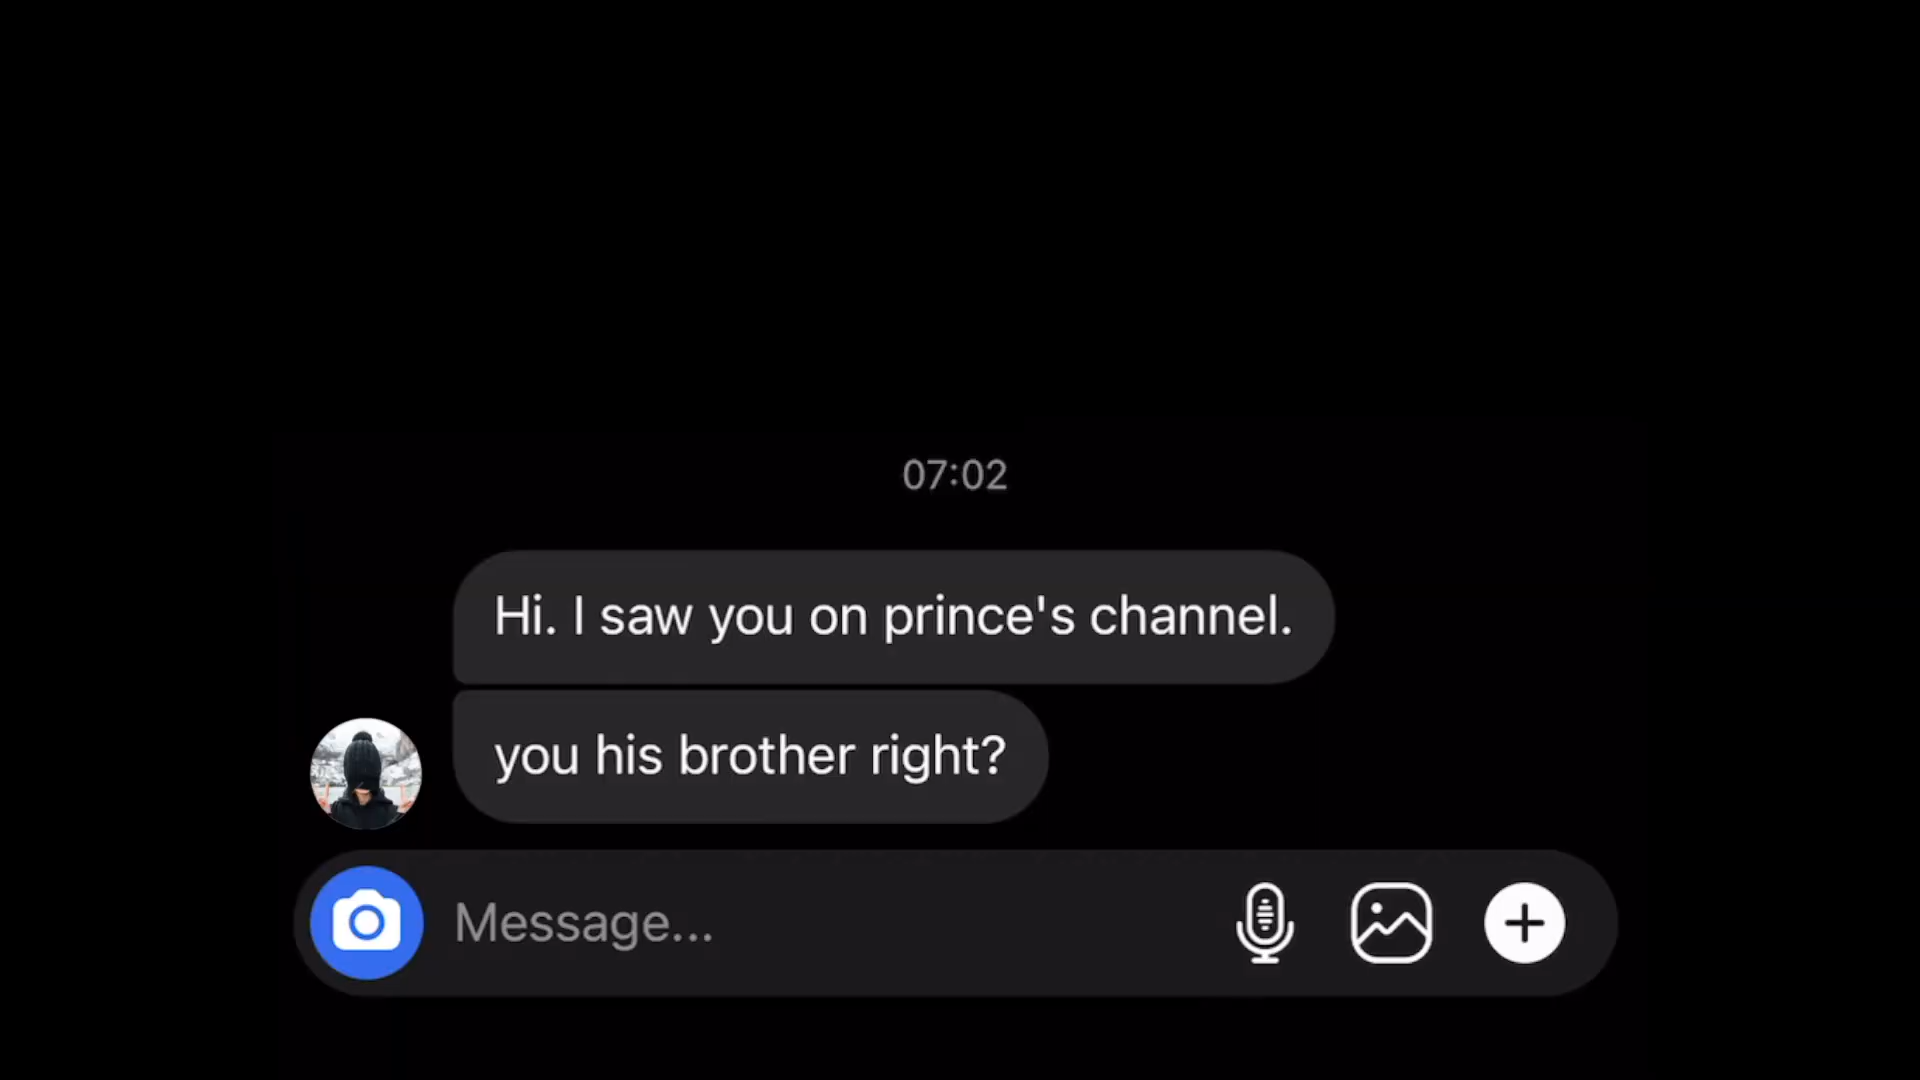 07:02
Hi. I saw you on prince's channel.
you his brother right?
Message...